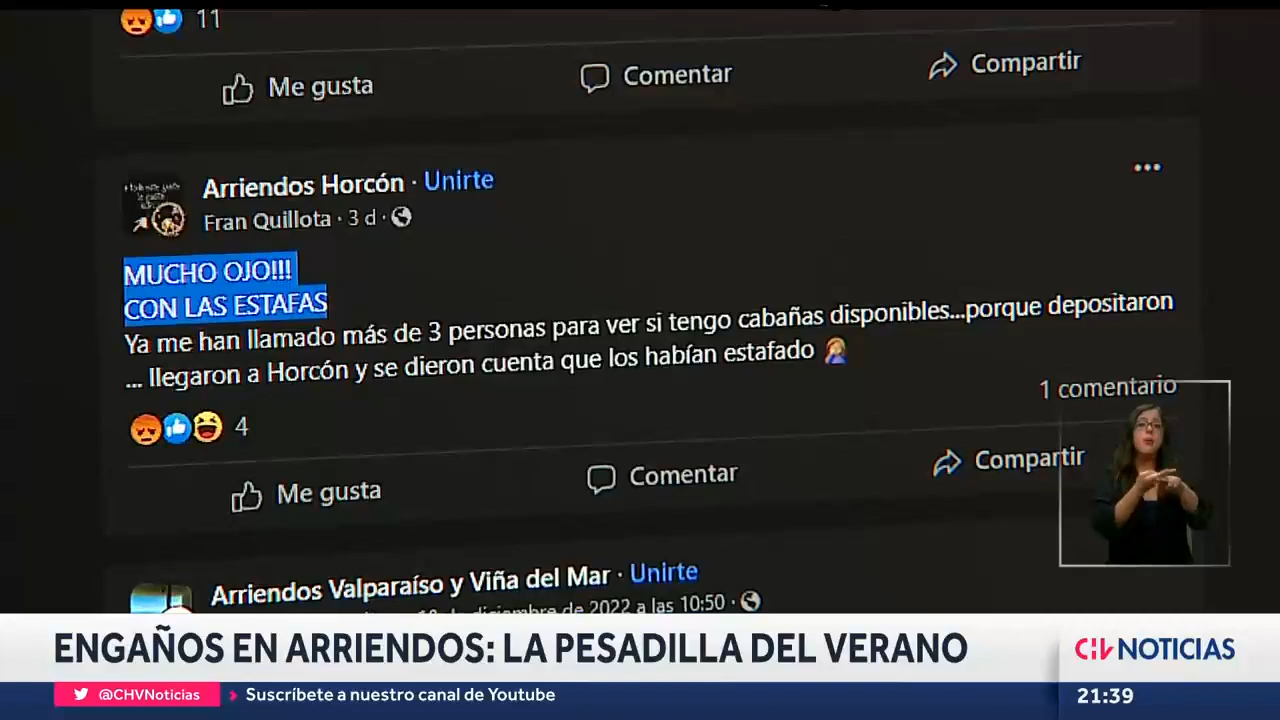 11
Me gusta
Comentar
Compartir
Arriendos Horcón · Unirte
Fran Quillota · 3 d ·
MUCHO OJO!!!
CON LAS ESTAFAS
Ya me han llamado más de 3 personas para ver si tengo cabañas disponibles...porque depositaron
... llegaron a Horcón y se dieron cuenta que los habían estafado
1 comentario
4
Me gusta
Comentar
Compartir
Arriendos Valparaíso y Viña del Mar · Unirte
de diciembre de 2022 a las 10:50 ·
ENGAÑOS EN ARRIENDOS: LA PESADILLA DEL VERANO
CHV NOTICIAS
@CHVNoticias
Suscríbete a nuestro canal de Youtube
21:39